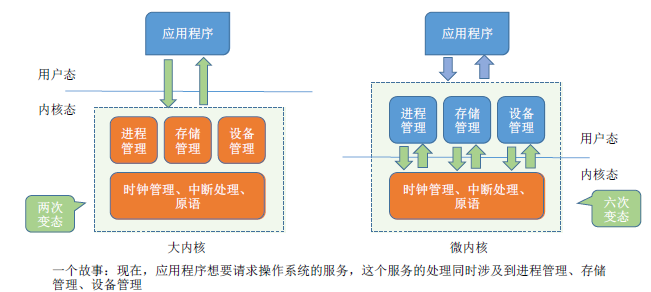 应用程序
用户态
内核态
进程
管理
存储
管理
设备
管理
时钟管理、中断处理、
原语
两次
变态
大内核
应用程序
进程
管理
存储
管理
设备
管理
用户态
内核态
时钟管理、中断处理、
原语
六次
变态
微内核
一个故事：现在，应用程序想要请求操作系统的服务，这个服务的处理同时涉及到进程管理、存储
管理、设备管理